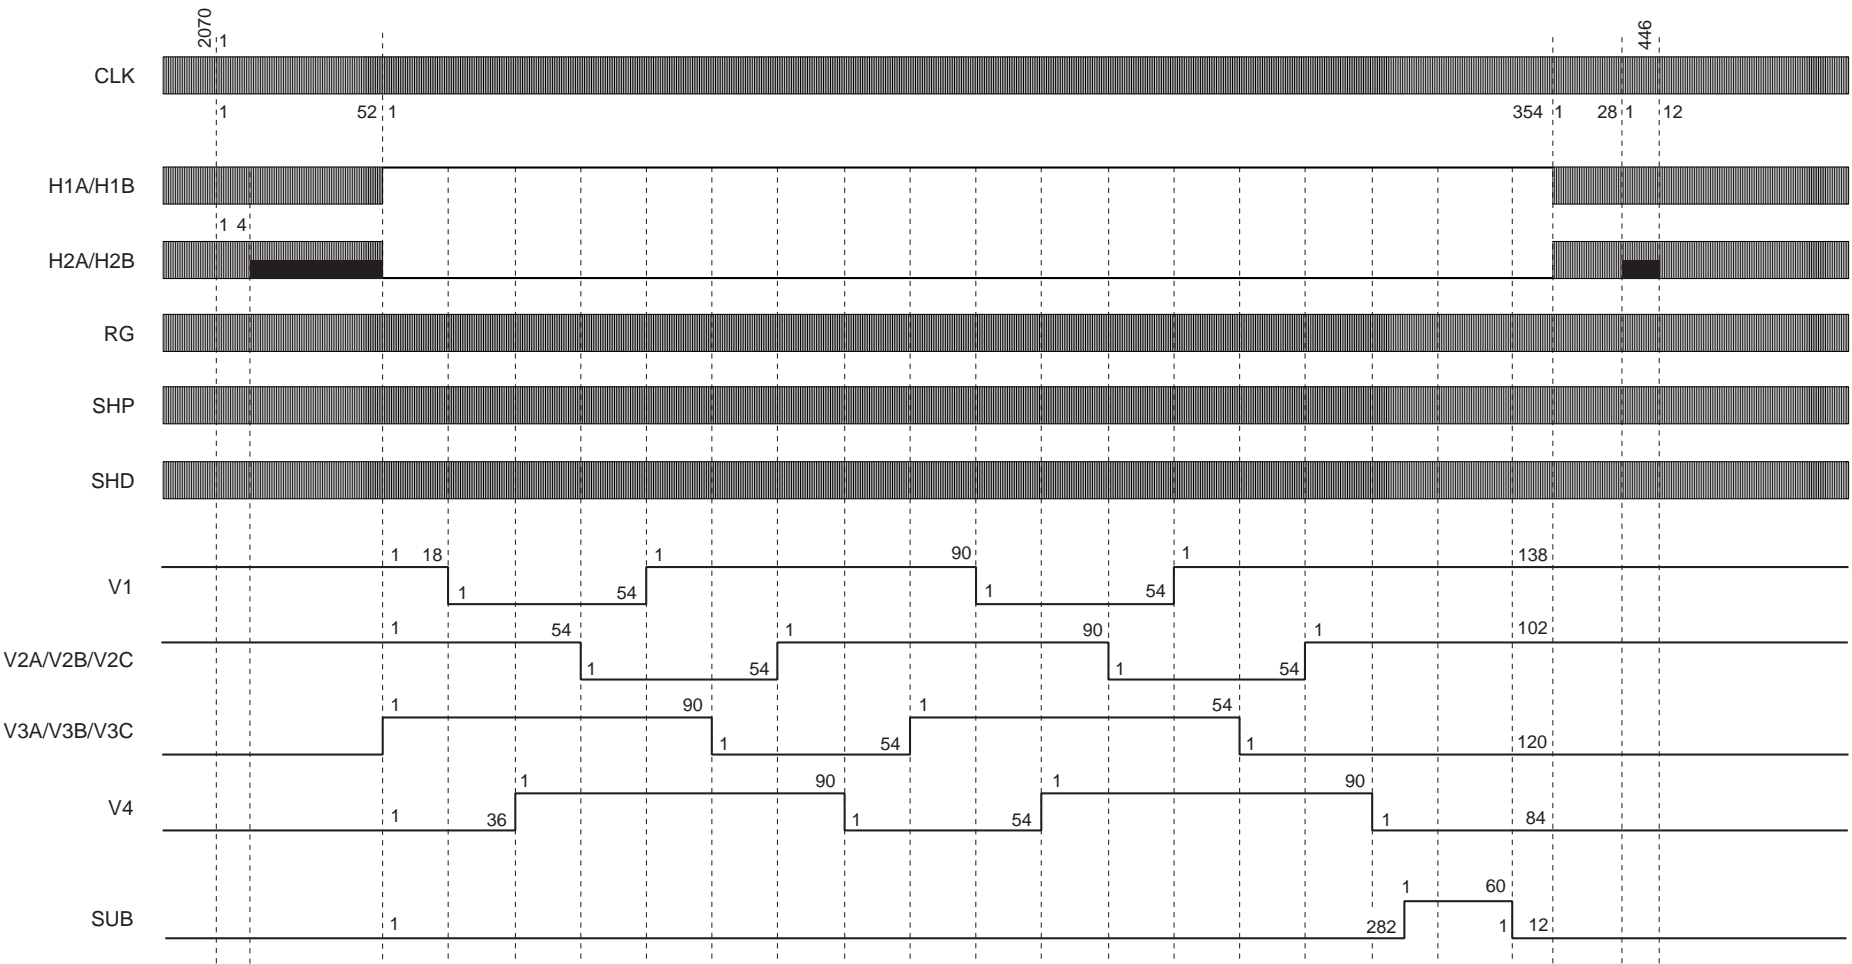 2070 1 446
CLK
1 52 1 354 1 28 1 12
H1A/H1B
1 4
H2A/H2B
RG
SHP
SHD
1 18 1 90 1 138
V1
1 54 1 54
1 54 1 90 1 102
V2A/V2B/V2C
1 54 1 54
1 90 1 54
V3A/V3B/V3C
1 54 1 120
1 90 1 90
V4
1 36 1 54 1 84
1 60
SUB
1 282 1 12